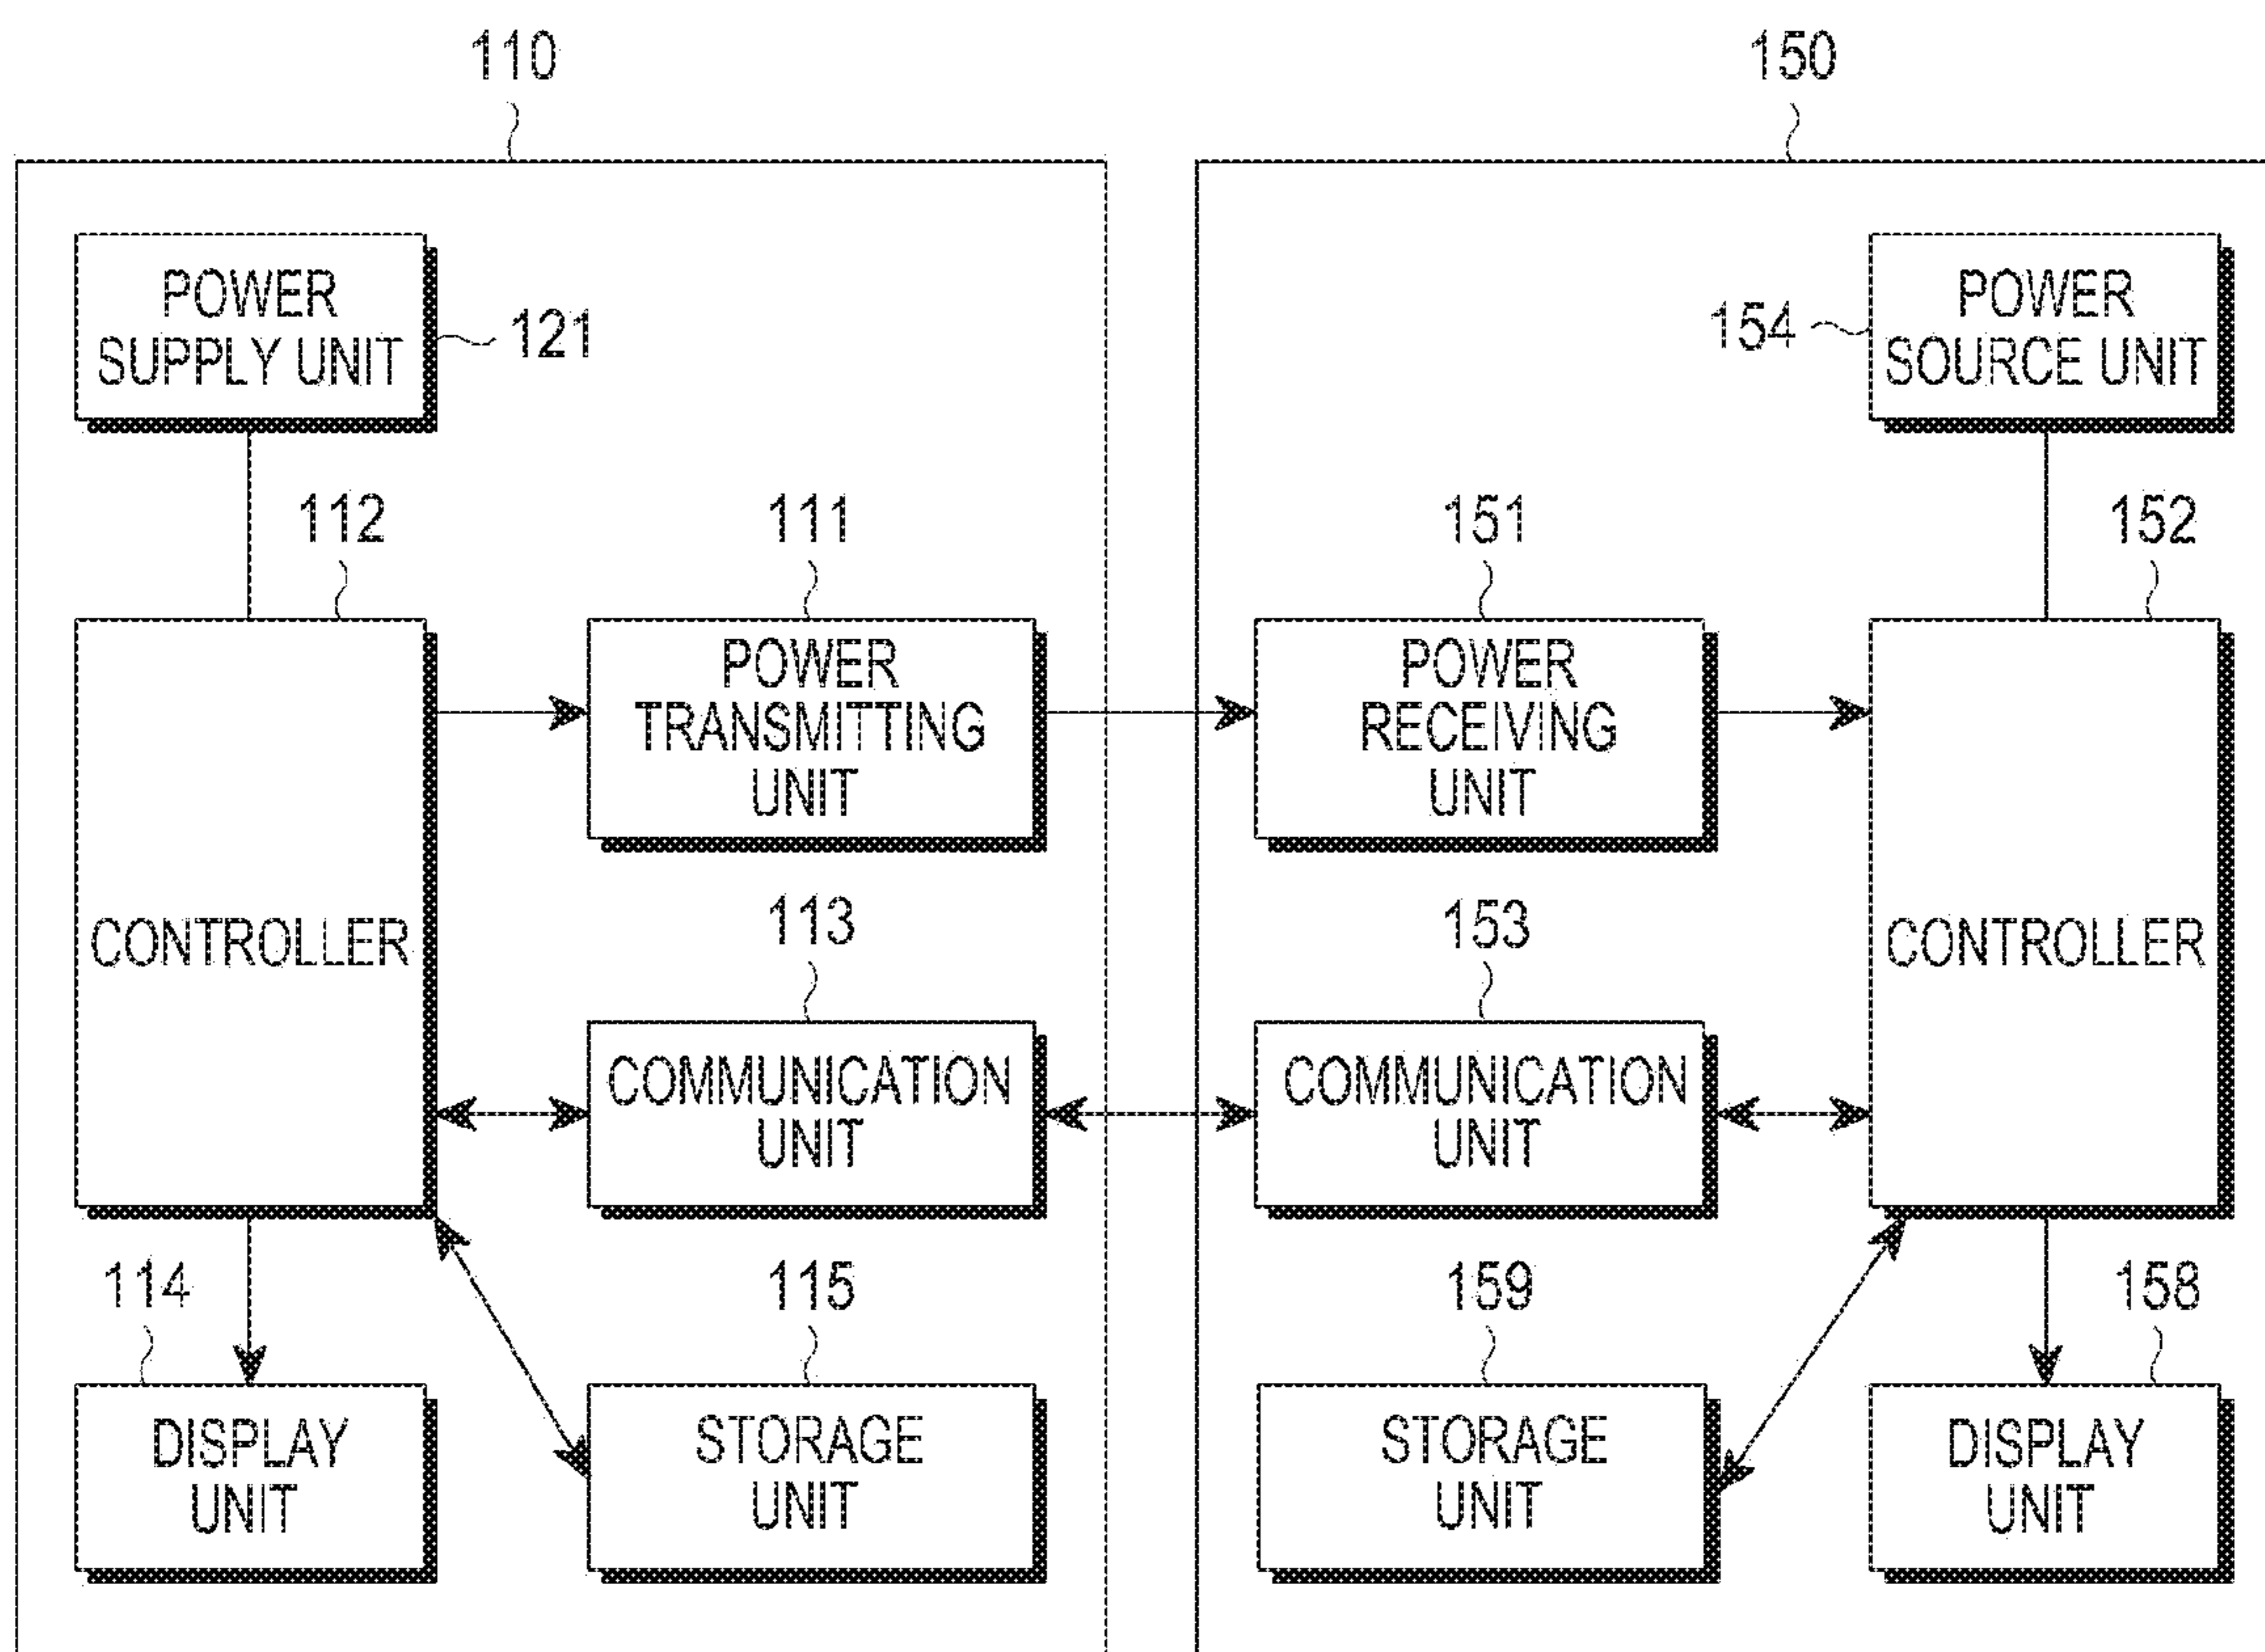 110
150
POWER
SUPPLY UNIT
121
154
POWER
SOURCE UNIT
112
111
151
152
CONTROLLER
POWER
TRANSMITTING
UNIT
POWER
RECEIVING
UNIT
CONTROLLER
113
153
COMMUNICATION
UNIT
COMMUNICATION
UNIT
114
115
159
158
DISPLAY
UNIT
STORAGE
UNIT
STORAGE
UNIT
DISPLAY
UNIT